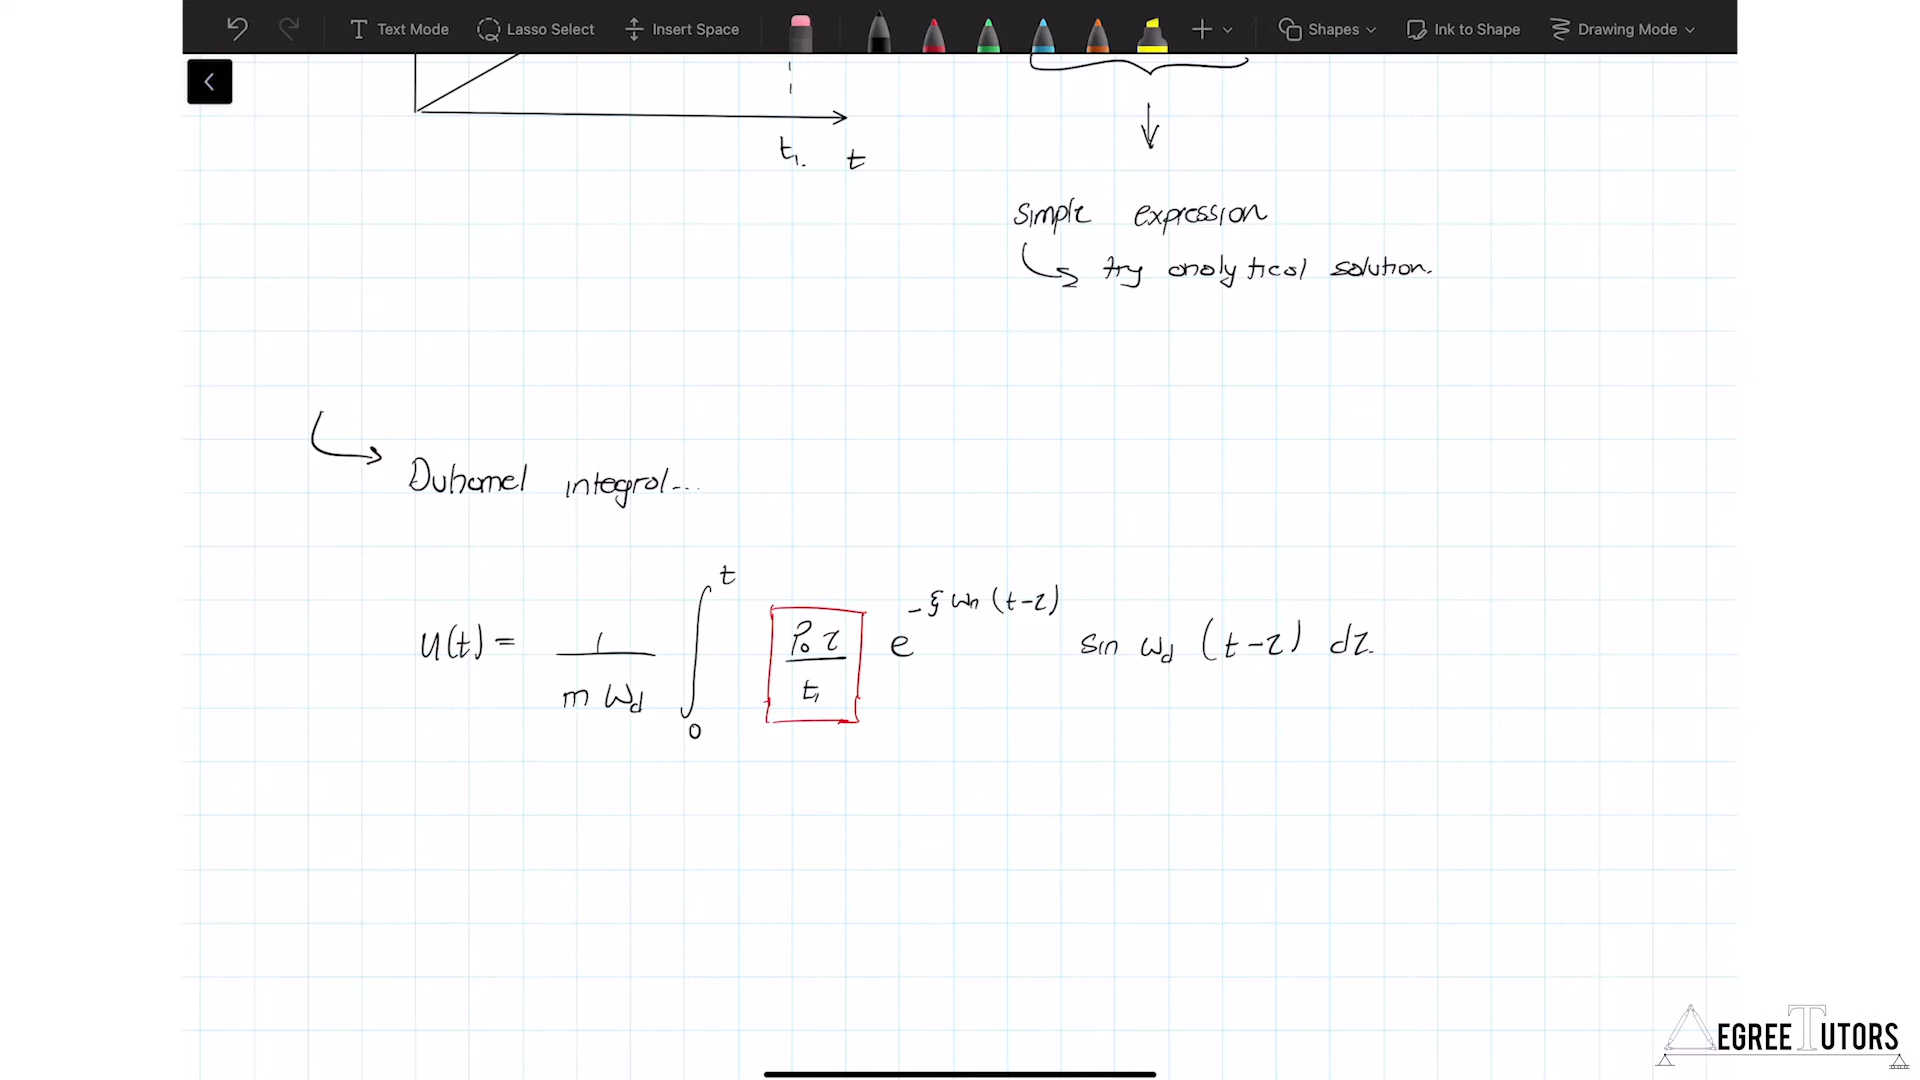 Text Mode Lasso Select Insert Space Shapes Ink to Shape Drawing Mode
t₁. t
simple expression
try analytical solution.
Duhamel integral...
u(t) = 1/(m ω_d) ∫₀ᵗ (P₀ τ / t₁) e^(-ξ ωₙ (t-τ)) sin ω_d (t-τ) dτ.
DEGREE TUTORS